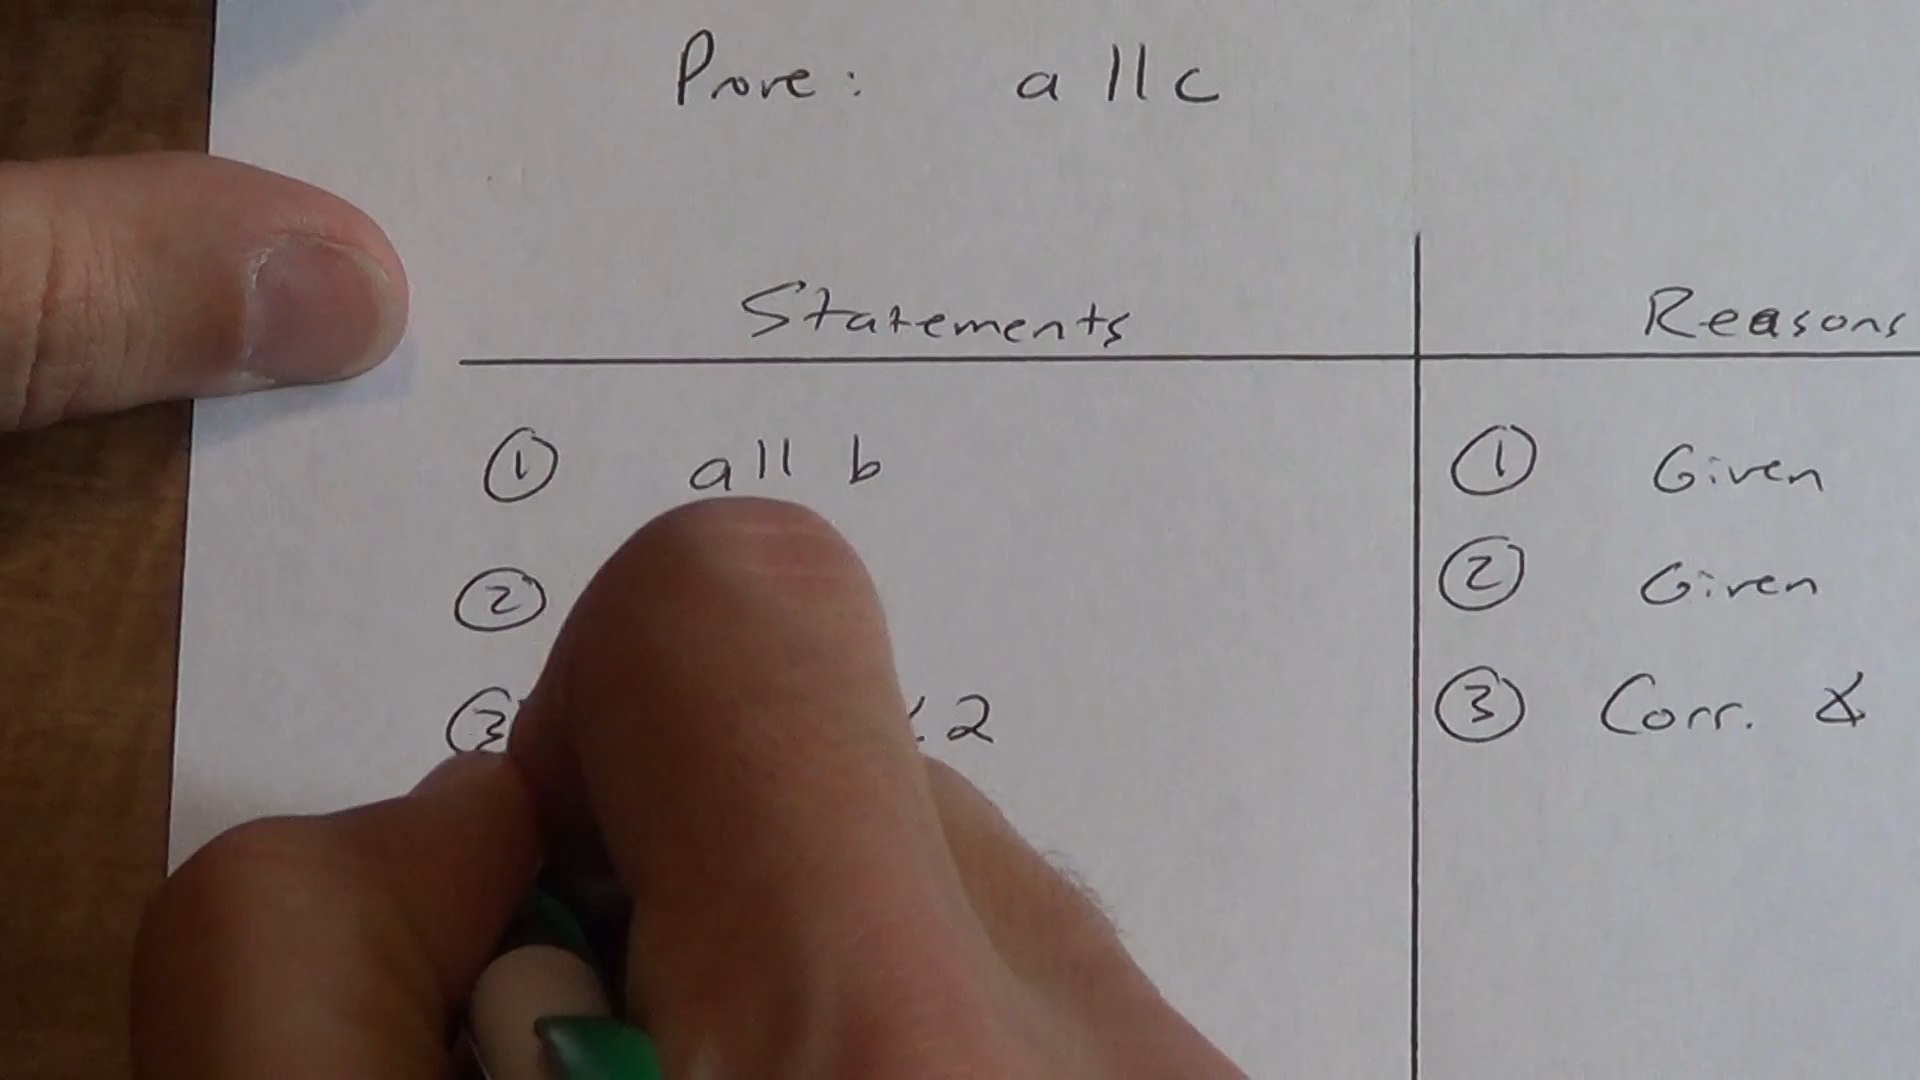 Prove: a || c
Statements Reasons
① a || b ① Given
② ② Given
③ 2 ③ Corr. ∡